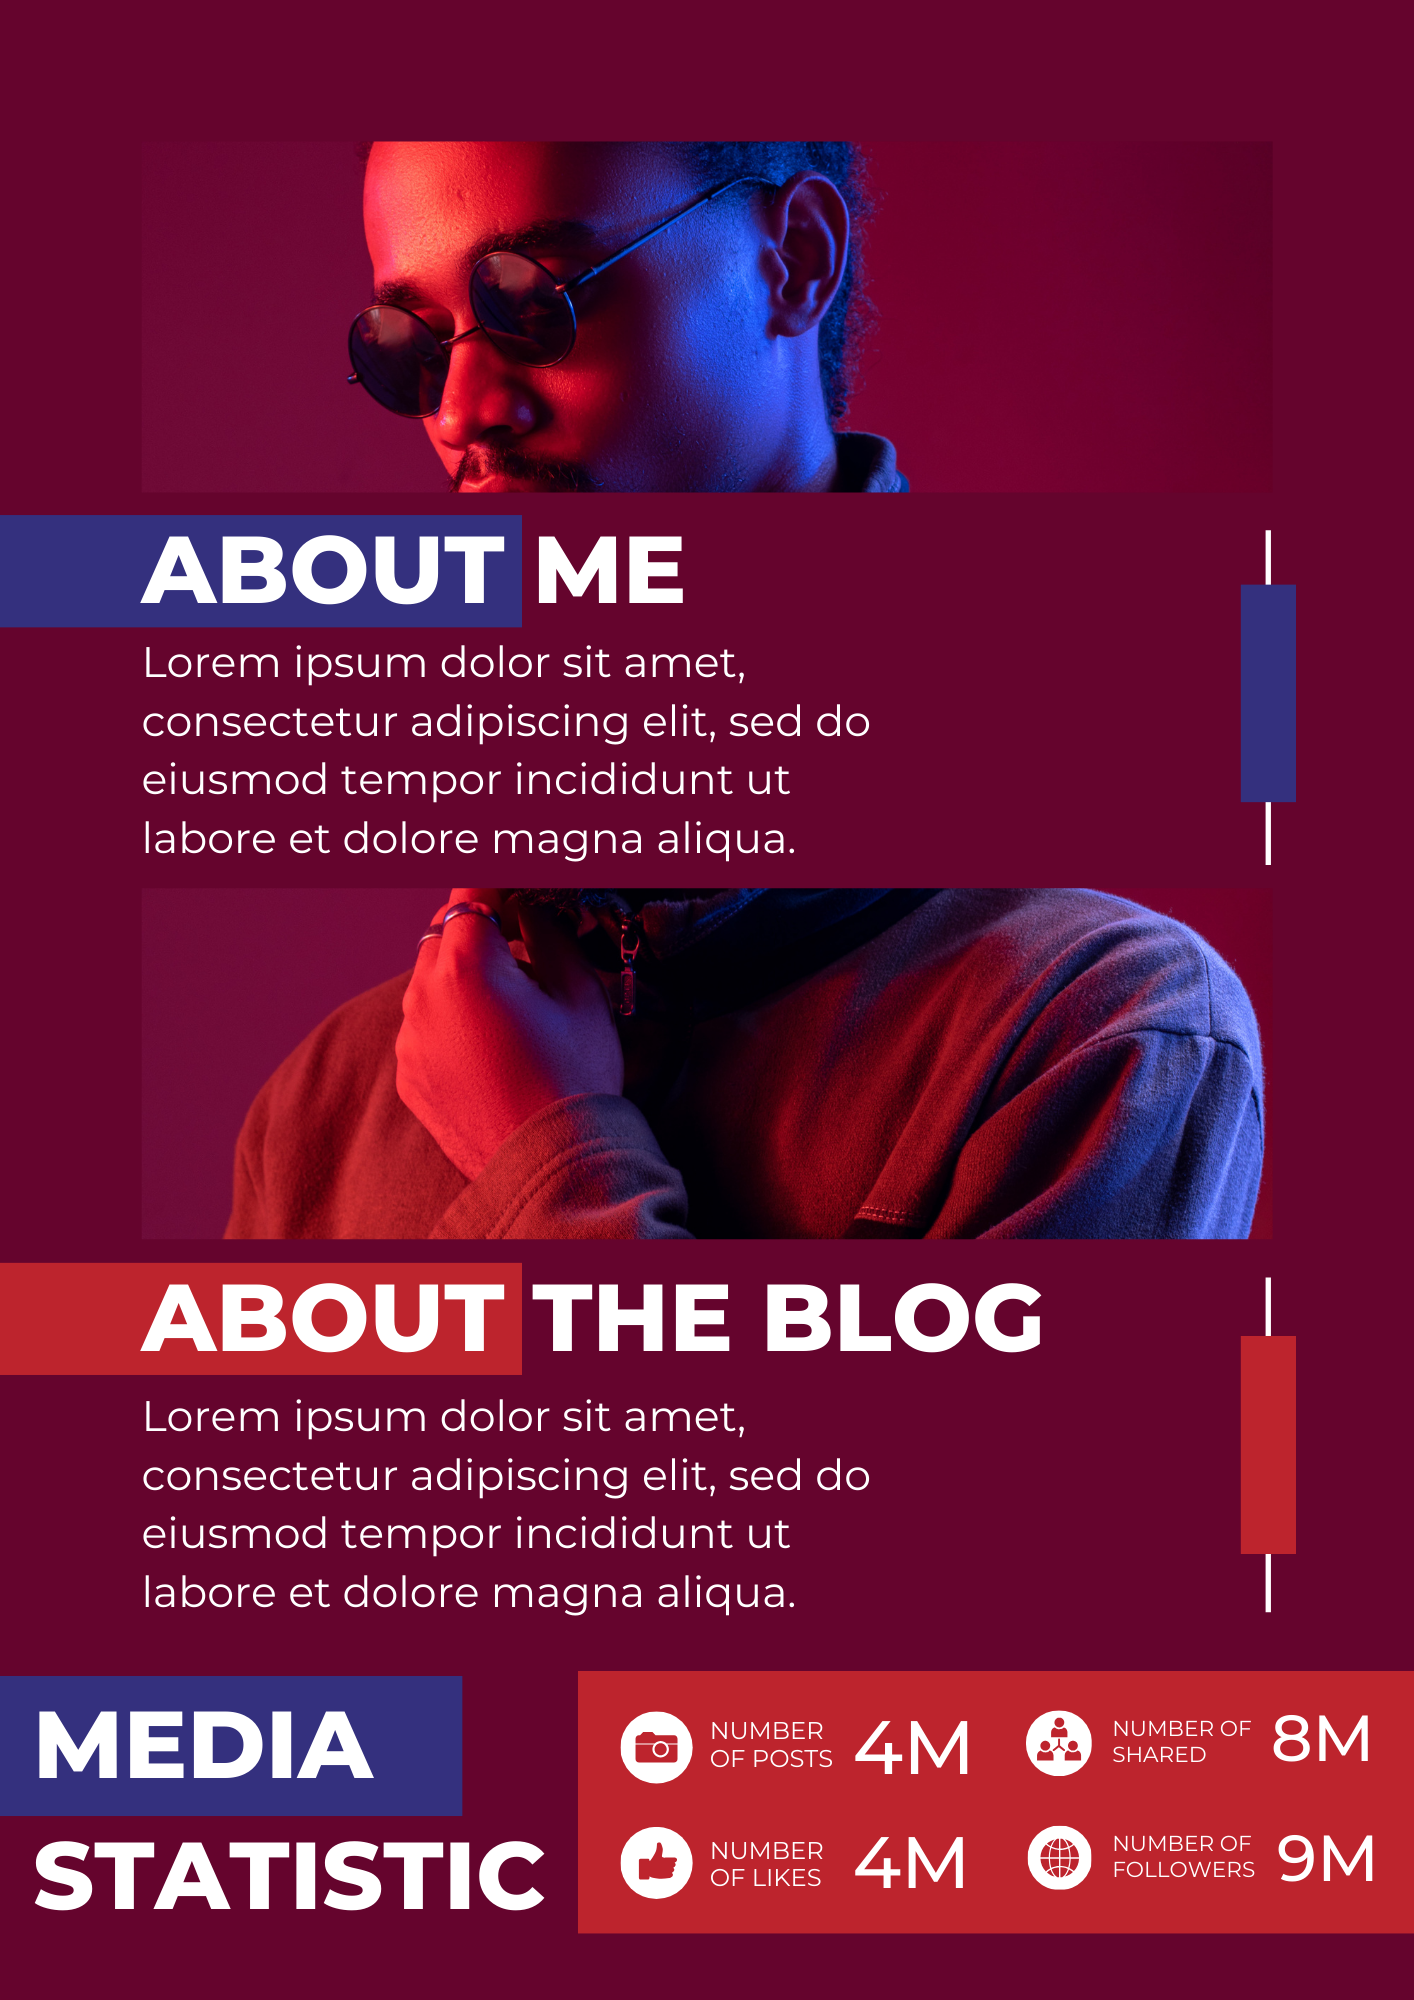 ABOUT ME
Lorem ipsum dolor sit amet,
consectetur adipiscing elit, sed do
eiusmod tempor incididunt ut
labore et dolore magna aliqua.
ABOUT THE BLOG
Lorem ipsum dolor sit amet,
consectetur adipiscing elit, sed do
eiusmod tempor incididunt ut
labore et dolore magna aliqua.
MEDIA
STATISTIC
NUMBER
OF POSTS
4M
NUMBER OF
SHARED
8M
NUMBER
OF LIKES
4M
NUMBER OF
FOLLOWERS
9M